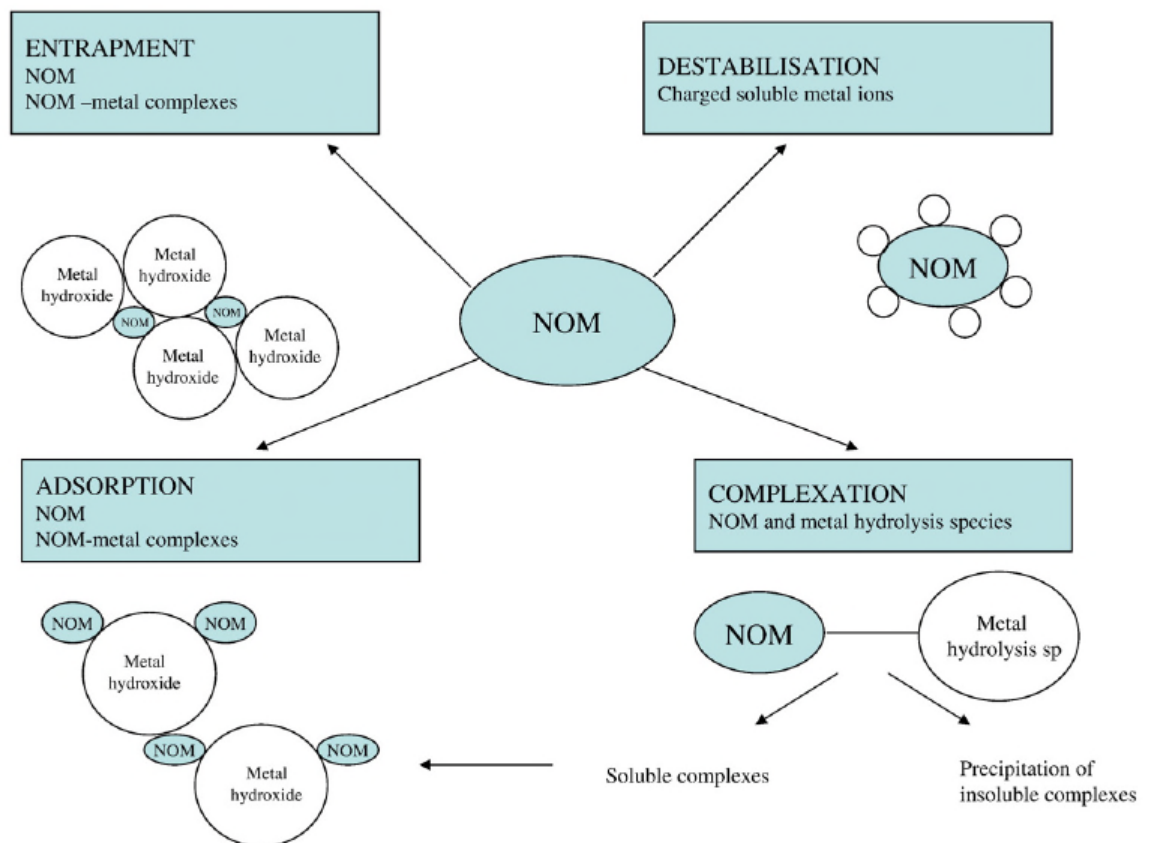 ENTRAPMENT
NOM
NOM –metal complexes
DESTABILISATION
Charged soluble metal ions
Metal
hydroxide
Metal
hydroxide
NOM
NOM
Metal
hydroxide
Metal
hydroxide
NOM
NOM
ADSORPTION
NOM
NOM-metal complexes
COMPLEXATION
NOM and metal hydrolysis species
NOM
NOM
Metal
hydroxide
NOM
NOM
Metal
hydroxide
NOM
Metal
hydrolysis sp
Soluble complexes
Precipitation of
insoluble complexes